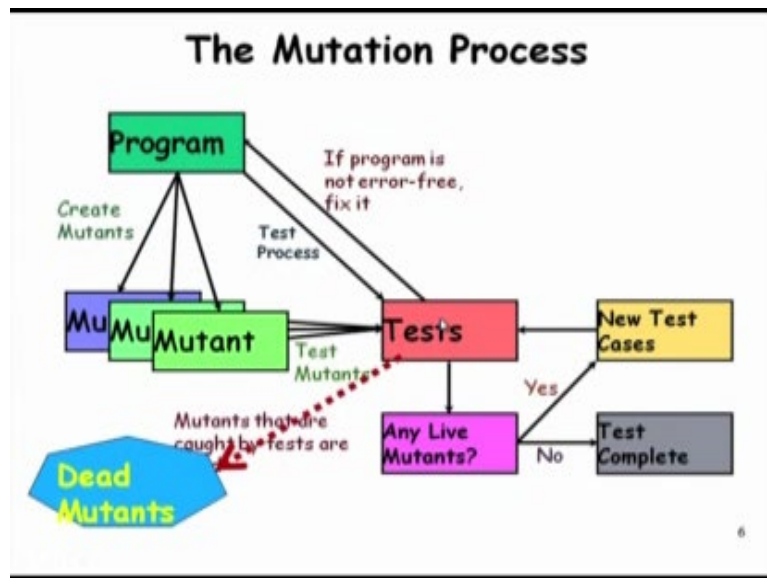 The Mutation Process
Program
If program is
not error-free,
fix it
Create
Mutants
Test
Process
Mu
Mu
Mutant
Tests
New Test
Cases
Test
Mutants
Yes
Mutants that are
caught by tests are
Any Live
Mutants?
No
Test
Complete
Dead
Mutants
6